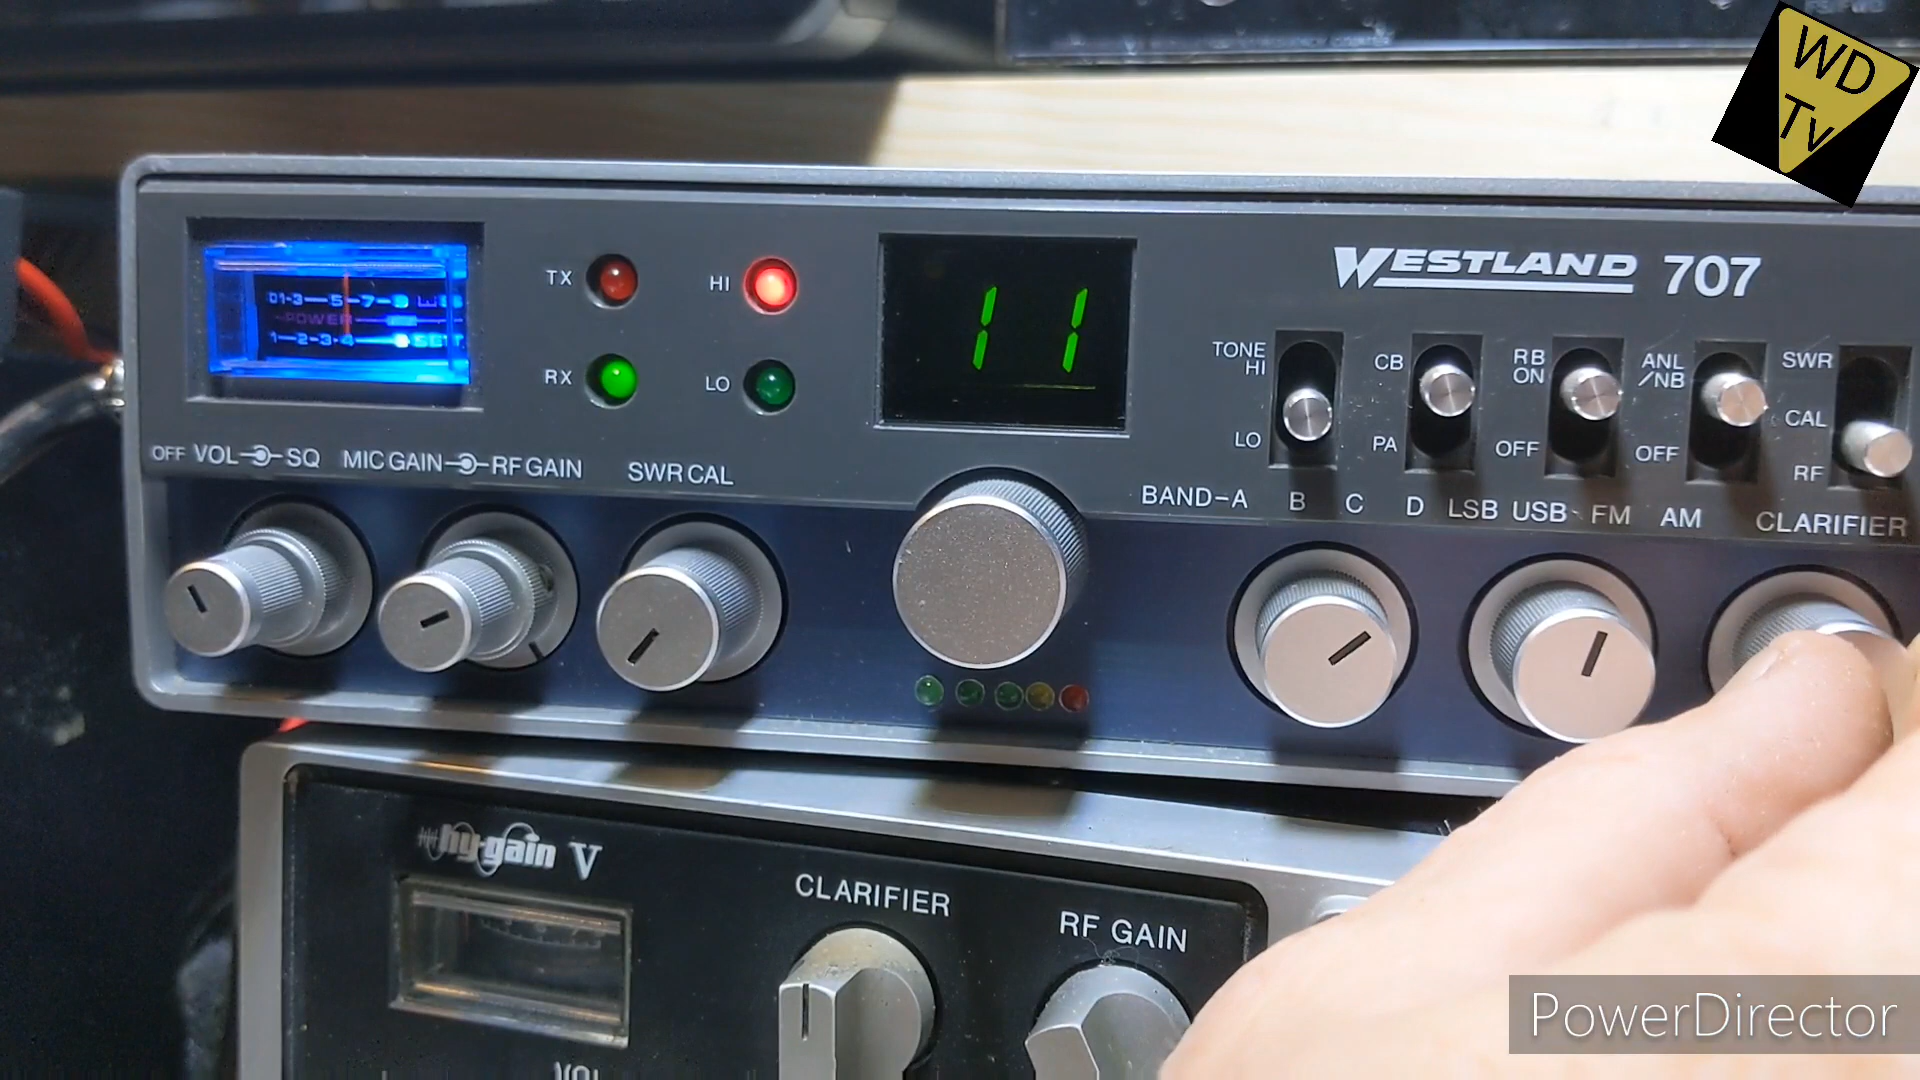 WD
TV
WESTLAND 707
TX
HI
RX
LO
11
POWER
TONE
HI
LO
CB
PA
RB
ON
OFF
ANL
/NB
OFF
SWR
CAL
RF
OFF VOL SQ
MIC GAIN RF GAIN
SWR CAL
BAND-A B C D
LSB USB FM AM
CLARIFIER
hy-gain V
CLARIFIER
RF GAIN
PowerDirector